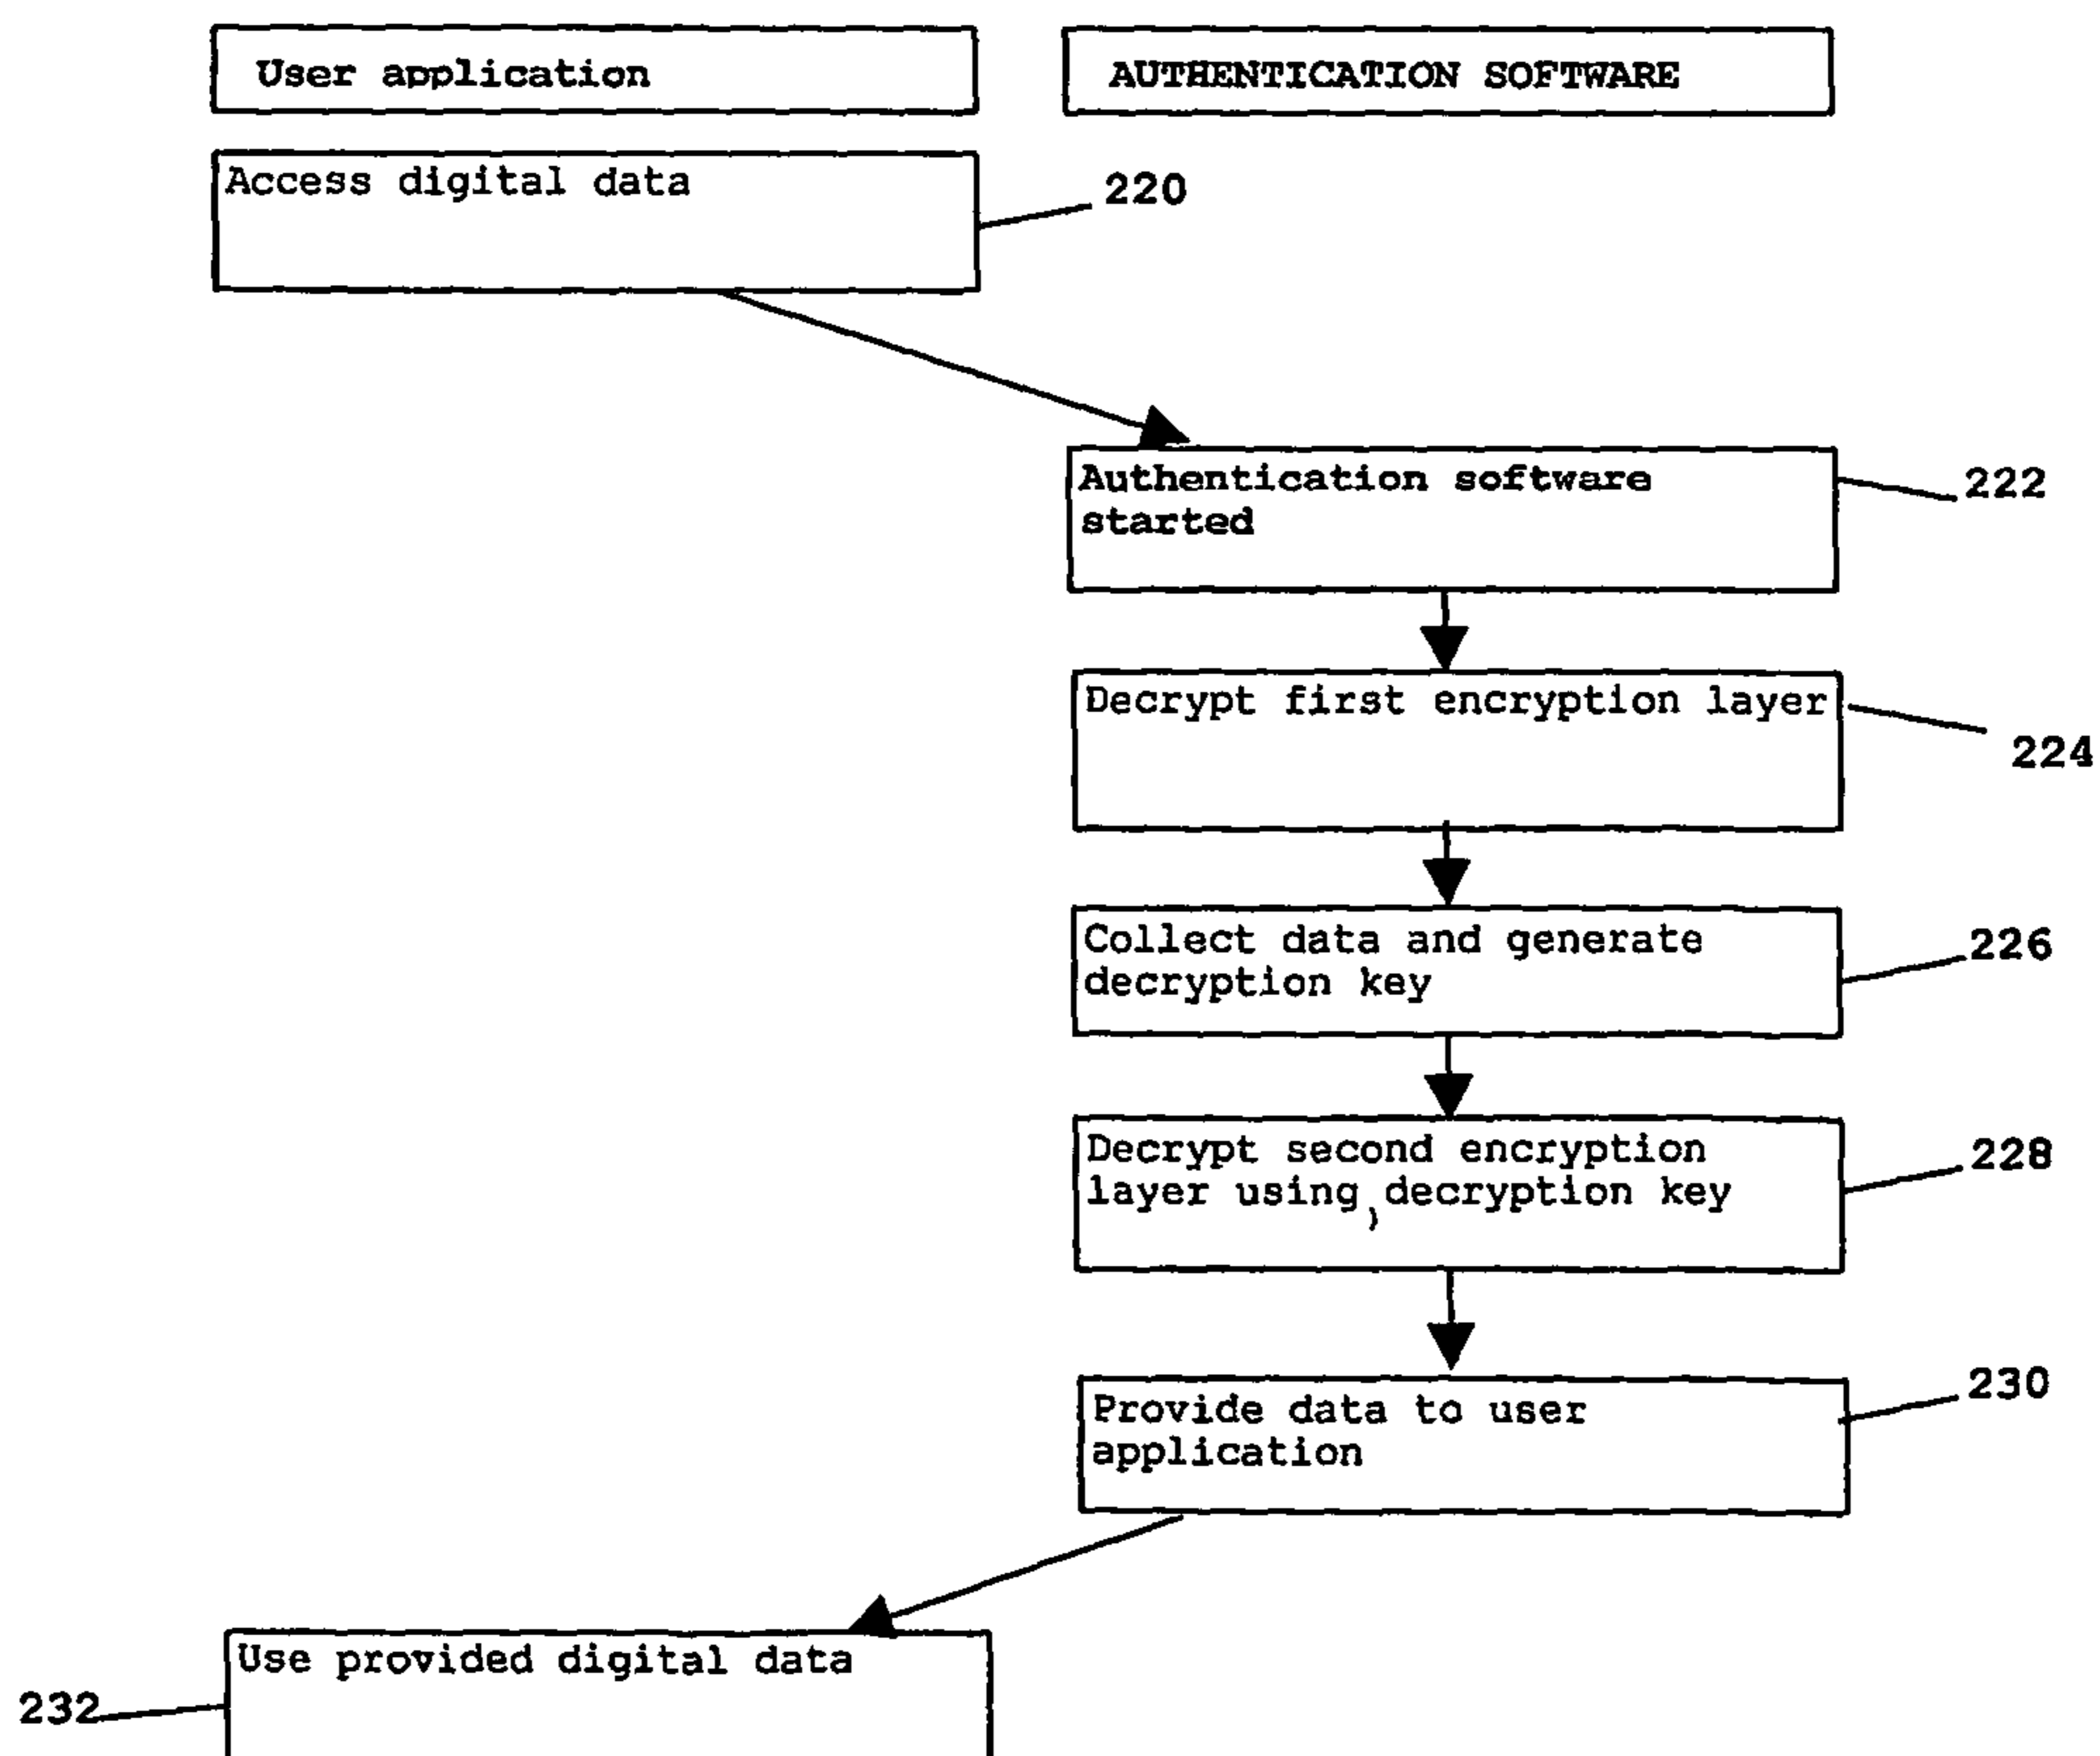 User application
AUTHENTICATION SOFTWARE
Access digital data
220
Authentication software
started
222
Decrypt first encryption layer
224
Collect data and generate
decryption key
226
Decrypt second encryption
layer using decryption key
228
Provide data to user
application
230
Use provided digital data
232